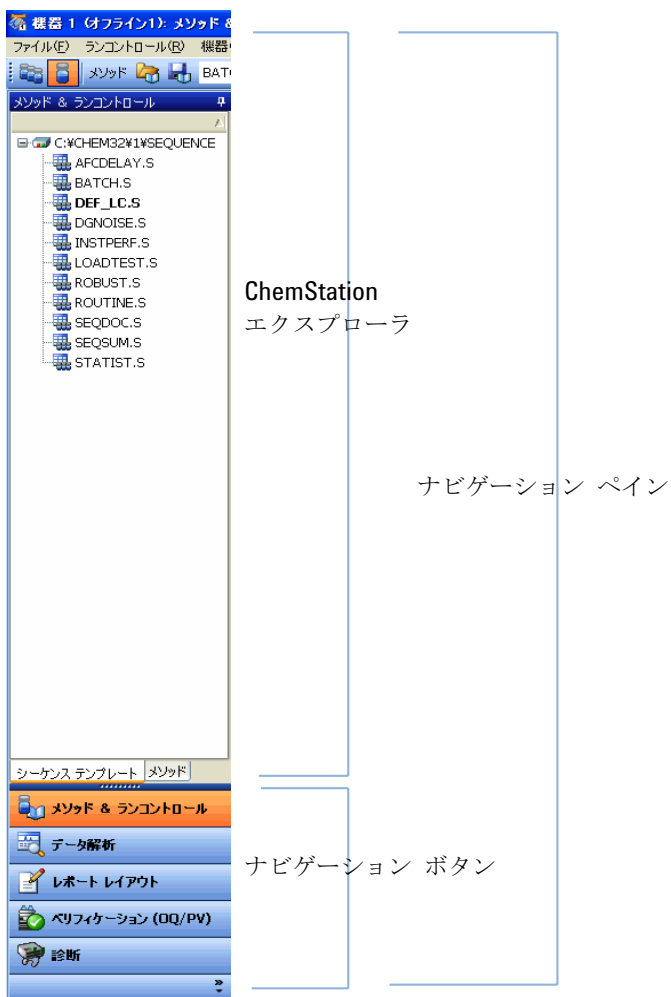 機器 1 (オフライン1): メソッド &
ファイル(F) ランコントロール(R) 機器
メソッド BAT
メソッド & ランコントロール
C:¥CHEM32¥1¥SEQUENCE
AFCDELAY.S
BATCH.S
DEF_LC.S
DGNOISE.S
INSTPERF.S
LOADTEST.S
ROBUST.S
ROUTINE.S
SEQDOC.S
SEQSUM.S
STATIST.S
ChemStation
エクスプローラ
ナビゲーション ペイン
シーケンス テンプレート メソッド
メソッド & ランコントロール
データ解析
レポート レイアウト
ベリフィケーション (OQ/PV)
診断
ナビゲーション ボタン